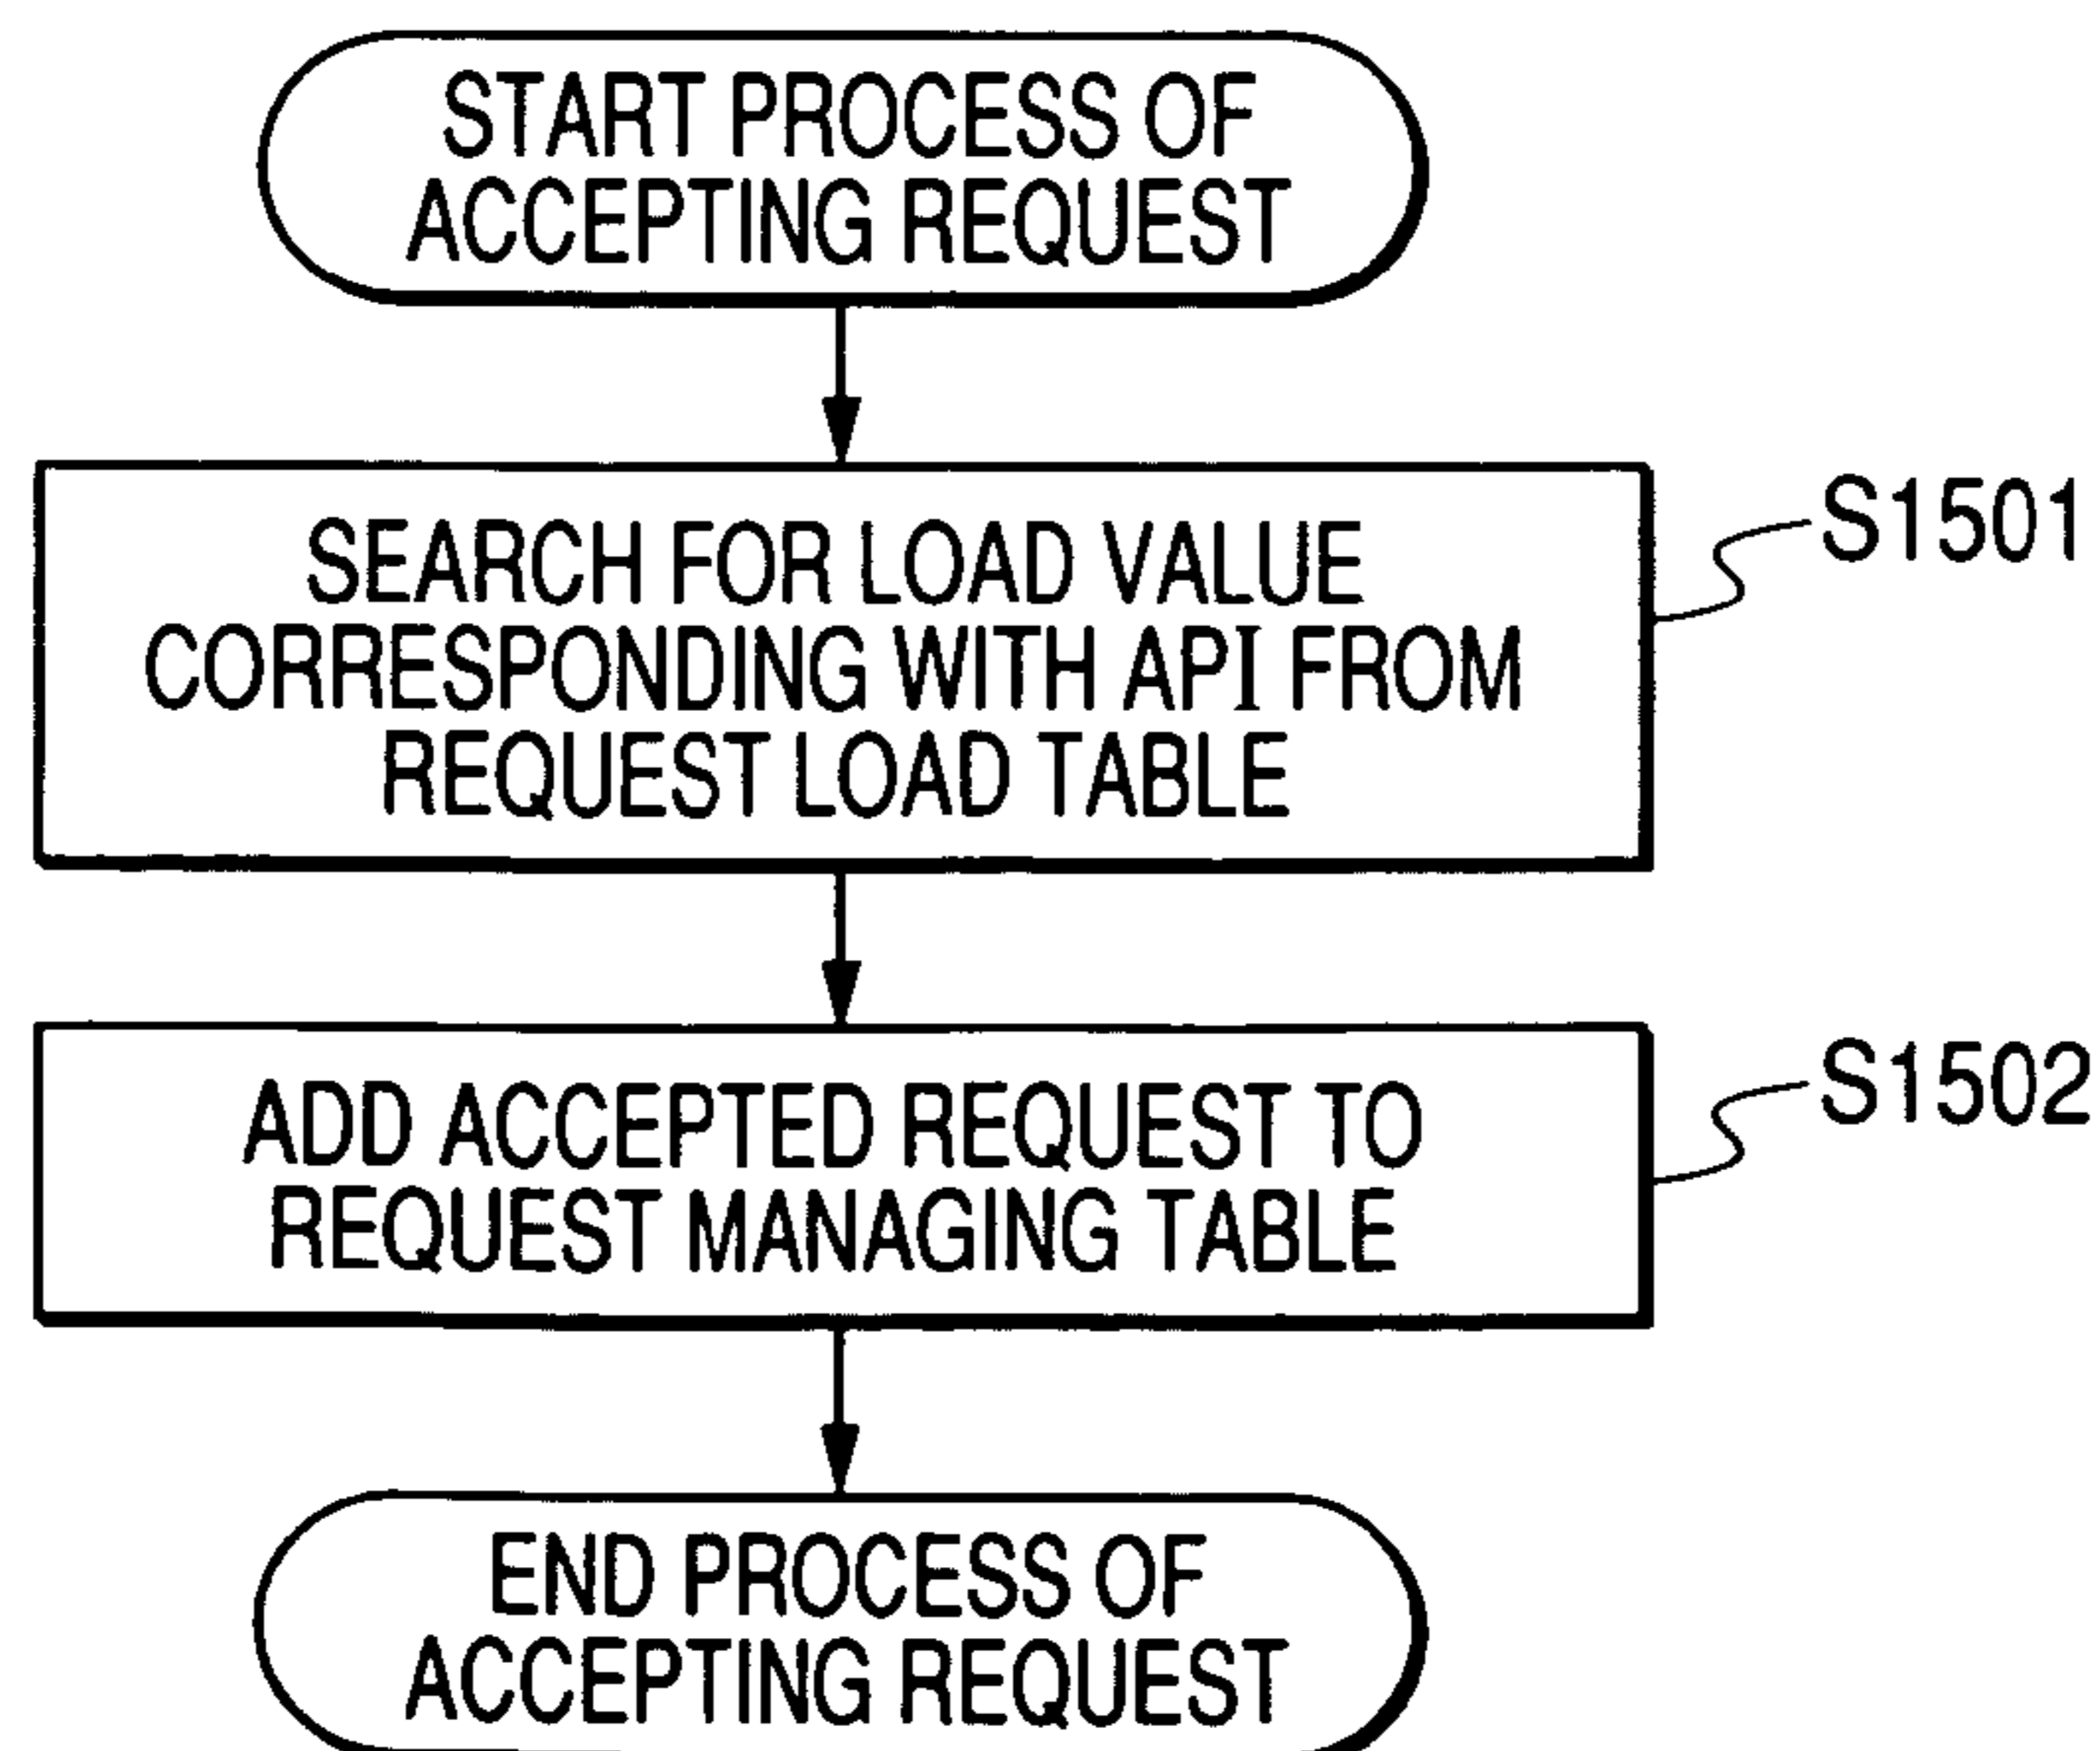 START PROCESS OF
ACCEPTING REQUEST
SEARCH FOR LOAD VALUE
CORRESPONDING WITH API FROM
REQUEST LOAD TABLE
S1501
ADD ACCEPTED REQUEST TO
REQUEST MANAGING TABLE
S1502
END PROCESS OF
ACCEPTING REQUEST